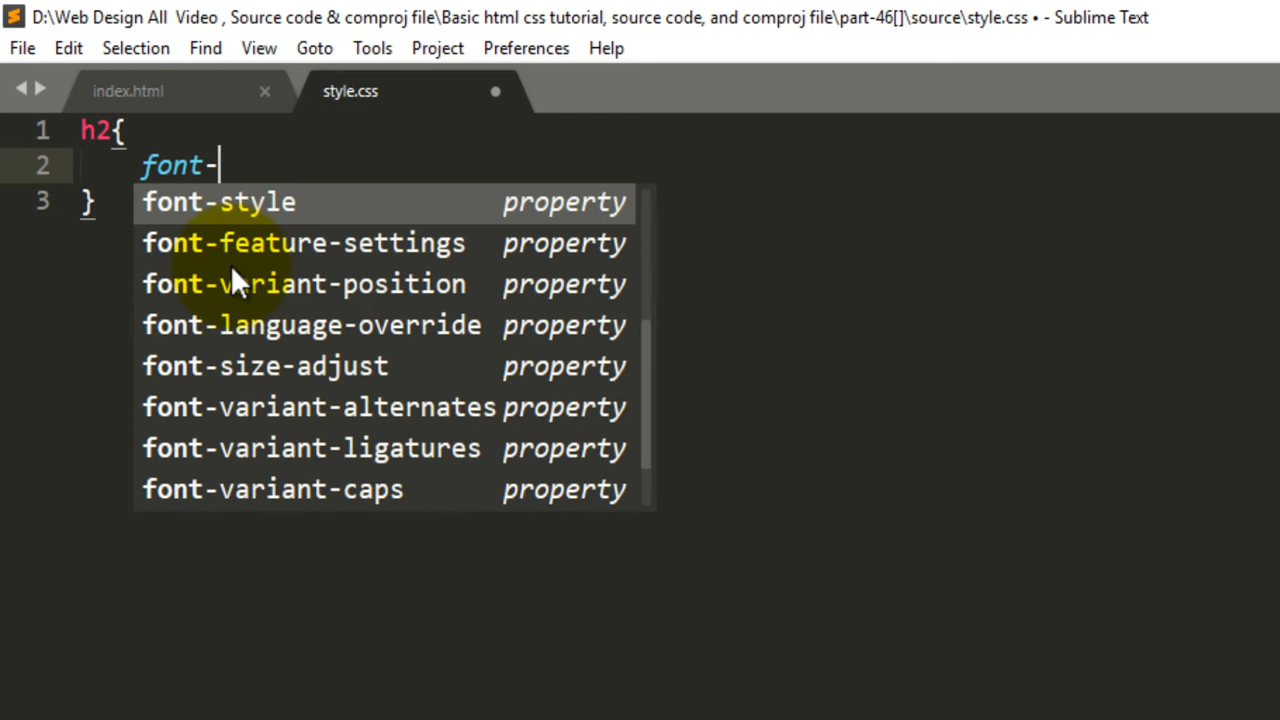 D:\Web Design All  Video , Source code & comproj file\Basic html css tutorial, source code, and comproj file\part-46[]\source\style.css • - Sublime Text
File Edit Selection Find View Goto Tools Project Preferences Help
index.html × style.css
1 h2{
2 font-
3 }
font-style property
font-feature-settings property
font-variant-position property
font-language-override property
font-size-adjust property
font-variant-alternates property
font-variant-ligatures property
font-variant-caps property